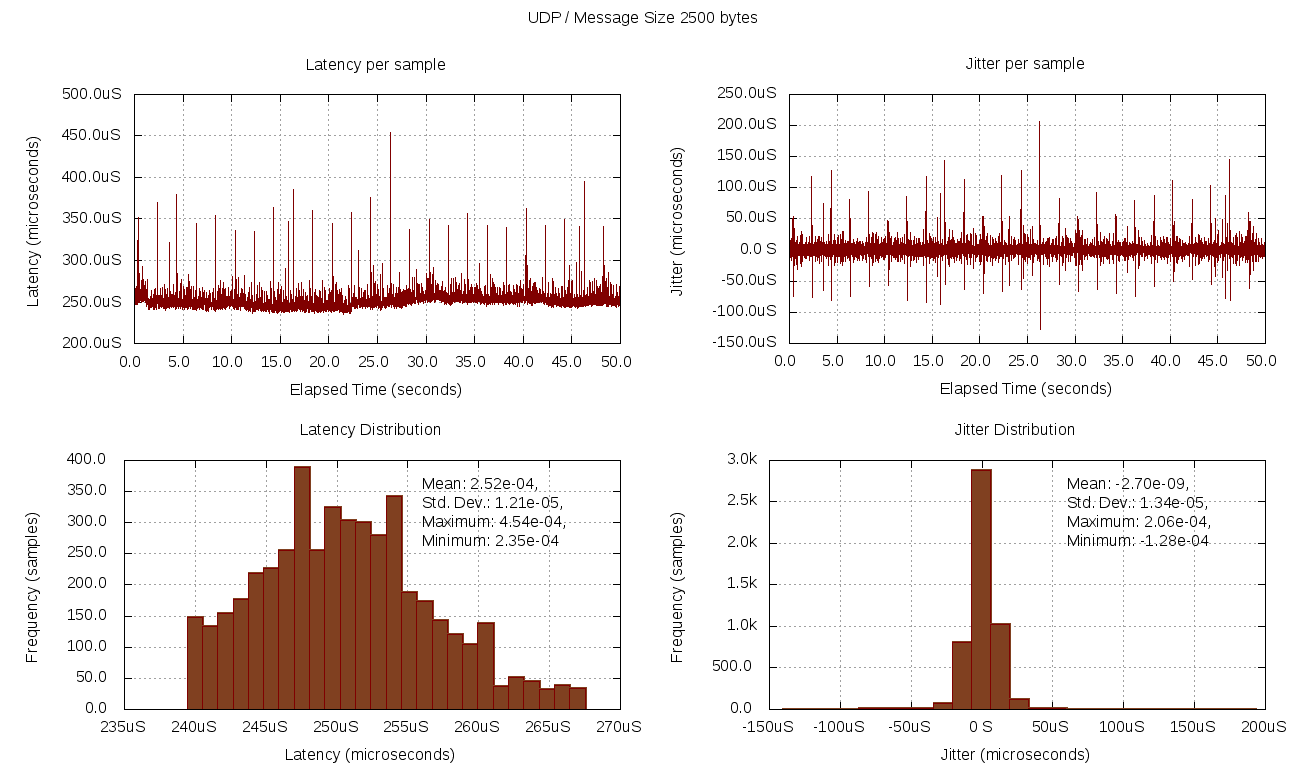 UDP / Message Size 2500 bytes
Latency per sample
500.0uS
450.0uS
400.0uS
350.0uS
300.0uS
250.0uS
200.0uS
0.0 5.0 10.0 15.0 20.0 25.0 30.0 35.0 40.0 45.0 50.0
Latency (microseconds)
Elapsed Time (seconds)
Jitter per sample
250.0uS
200.0uS
150.0uS
100.0uS
50.0uS
0.0 S
-50.0uS
-100.0uS
-150.0uS
0.0 5.0 10.0 15.0 20.0 25.0 30.0 35.0 40.0 45.0 50.0
Jitter (microseconds)
Elapsed Time (seconds)
Latency Distribution
400.0
350.0
300.0
250.0
200.0
150.0
100.0
50.0
0.0
235uS 240uS 245uS 250uS 255uS 260uS 265uS 270uS
Frequency (samples)
Latency (microseconds)
Mean: 2.52e-04,
Std. Dev.: 1.21e-05,
Maximum: 4.54e-04,
Minimum: 2.35e-04
Jitter Distribution
3.0k
2.5k
2.0k
1.5k
1.0k
500.0
0.0
-150uS -100uS -50uS 0 S 50uS 100uS 150uS 200uS
Frequency (samples)
Jitter (microseconds)
Mean: -2.70e-09,
Std. Dev.: 1.34e-05,
Maximum: 2.06e-04,
Minimum: -1.28e-04